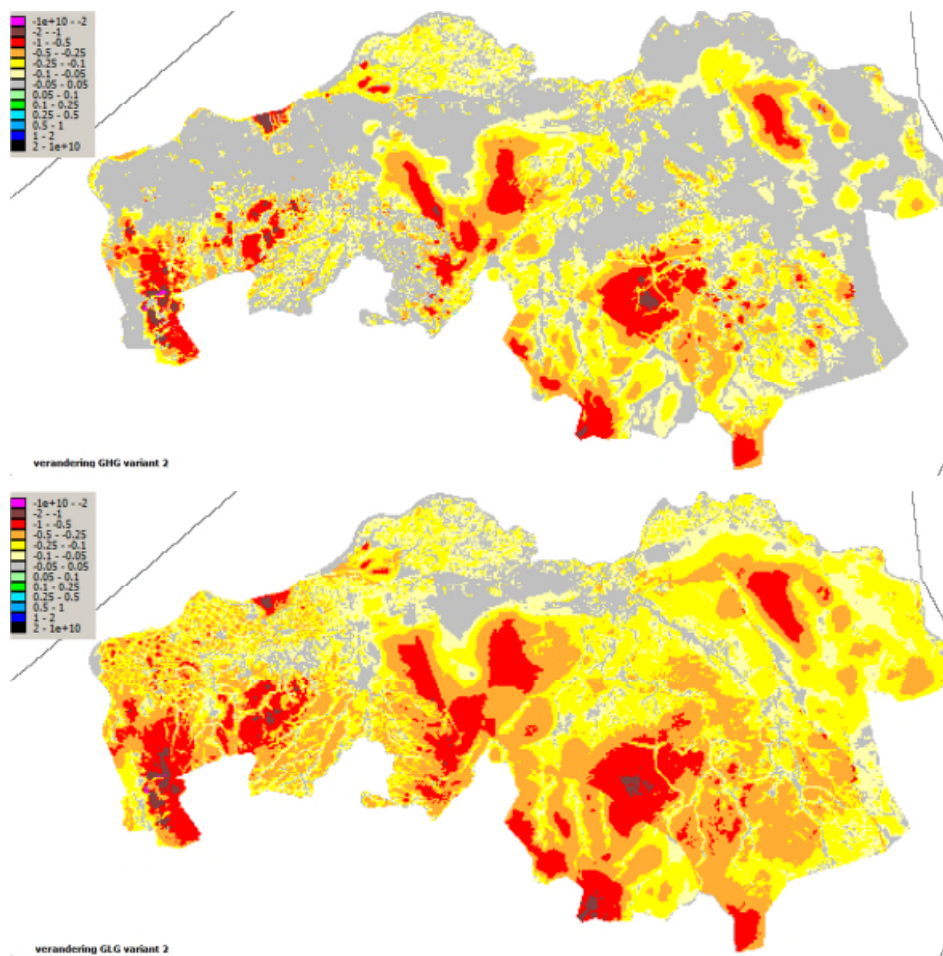 -1e+10 - -2
-2 - -1
-1 - -0.5
-0.5 - -0.25
-0.25 - -0.1
-0.1 - -0.05
-0.05 - 0.05
0.05 - 0.1
0.1 - 0.25
0.25 - 0.5
0.5 - 1
1 - 2
2 - 1e+10
verandering GHG variant 2
-1e+10 - -2
-2 - -1
-1 - -0.5
-0.5 - -0.25
-0.25 - -0.1
-0.1 - -0.05
-0.05 - 0.05
0.05 - 0.1
0.1 - 0.25
0.25 - 0.5
0.5 - 1
1 - 2
2 - 1e+10
verandering GLG variant 2